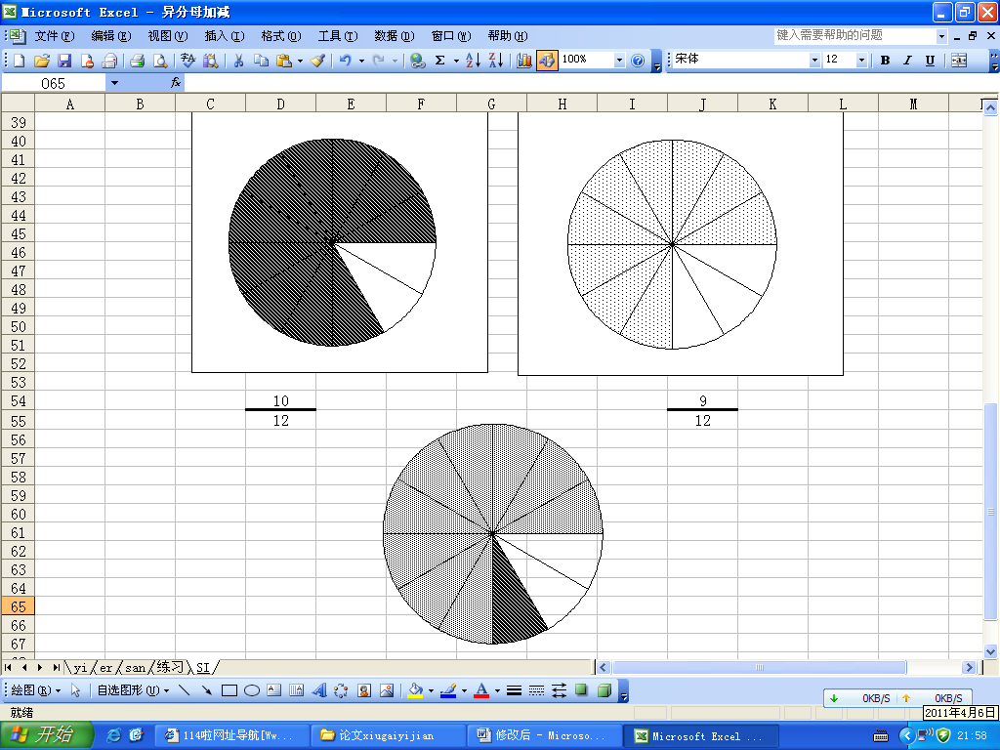 Microsoft Excel - 异分母加减
文件(F) 编辑(E) 视图(V) 插入(I) 格式(O) 工具(T) 数据(D) 窗口(W) 帮助(H) 键入需要帮助的问题
100% 宋体 12 B I U
O65 fx
A B C D E F G H I J K L M
39
40
41
42
43
44
45
46
47
48
49
50
51
52
53
54 10 9
55 12 12
56
57
58
59
60
61
62
63
64
65
66
67
yi er san 练习 SI
绘图(R) 自选图形(U)
就绪 0KB/S 0KB/S
2011年4月6日
开始 114啦网址导航[Ww... 论文xiugaiyijian 修改后 - Microso... Microsoft Excel ... 21:58